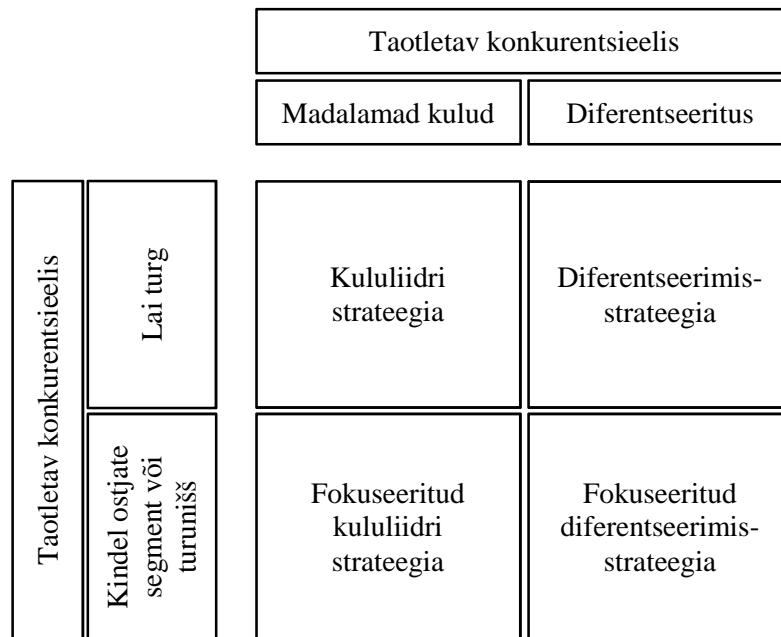 Taotletav konkurentsieelis
Madalamad kulud
Diferentseeritus
Taotletav konkurentsieelis
Lai turg
Kululiidri
strateegia
Diferentseerimis-
strateegia
Kindel ostjate
segment või
turunišš
Fokuseeritud
kululiidri
strateegia
Fokuseeritud
diferentseerimis-
strateegia